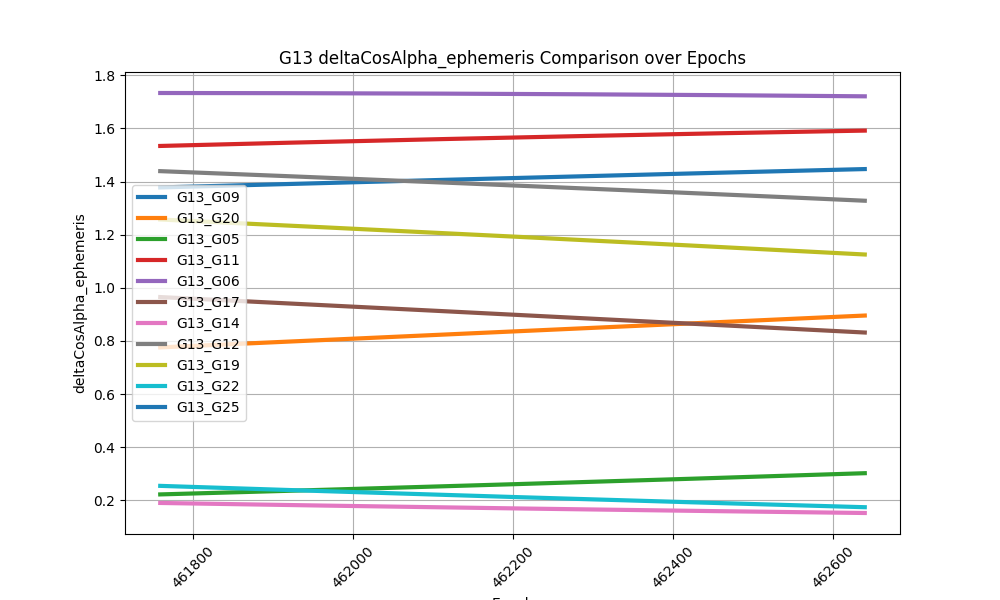 G13 deltaCosAlpha_ephemeris Comparison over Epochs
deltaCosAlpha_ephemeris
1.8
1.6
1.4
1.2
1.0
0.8
0.6
0.4
0.2
G13_G09
G13_G20
G13_G05
G13_G11
G13_G06
G13_G17
G13_G14
G13_G12
G13_G19
G13_G22
G13_G25
461800
462000
462200
462400
462600